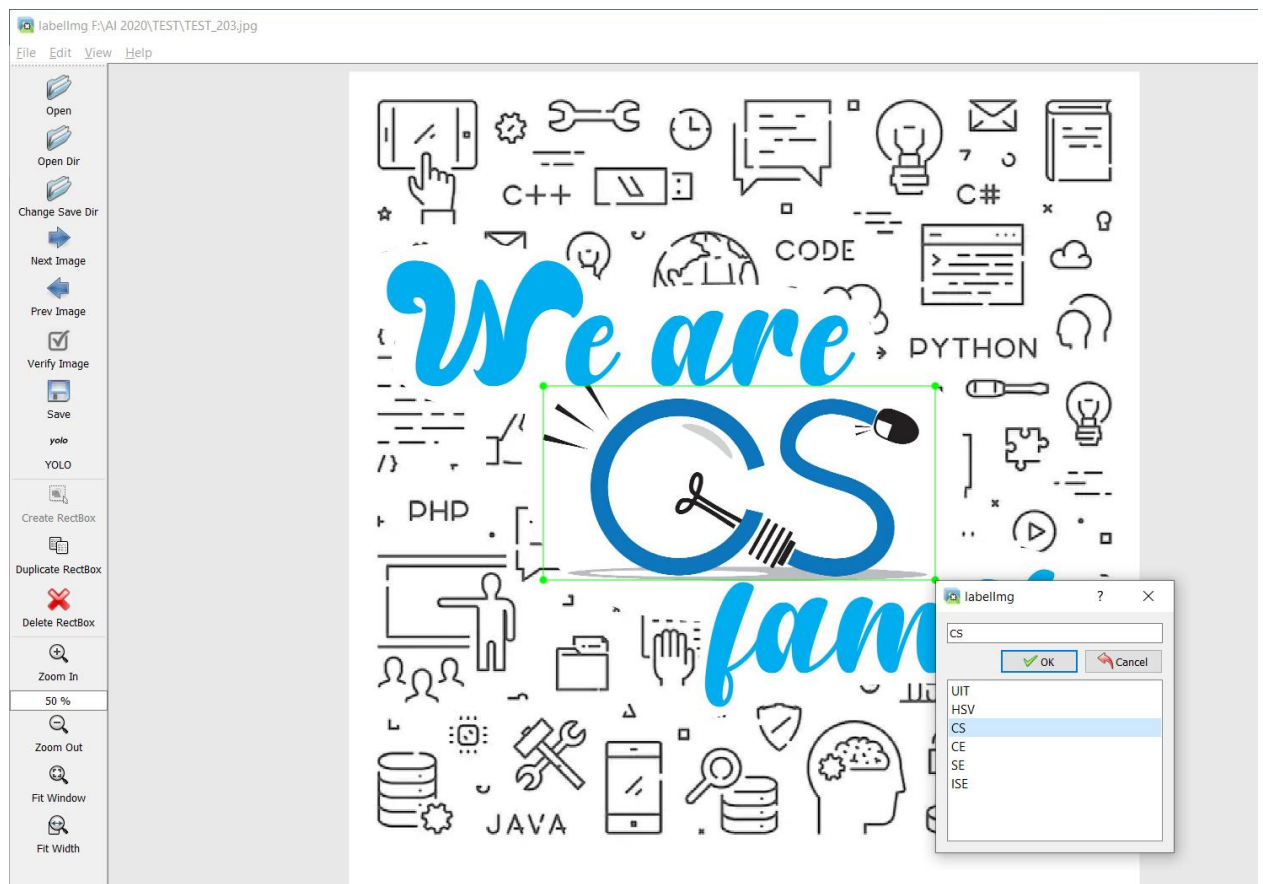 labelImg F:\AI 2020\TEST\TEST_203.jpg
File Edit View Help
Open
Open Dir
Change Save Dir
Next Image
Prev Image
Verify Image
Save
yolo
YOLO
Create RectBox
Duplicate RectBox
Delete RectBox
Zoom In
50 %
Zoom Out
Fit Window
Fit Width
C++
C#
CODE
We are
PYTHON
CS
PHP
JAVA
labelImg ? ×
CS
OK Cancel
UIT
HSV
CS
CE
SE
ISE